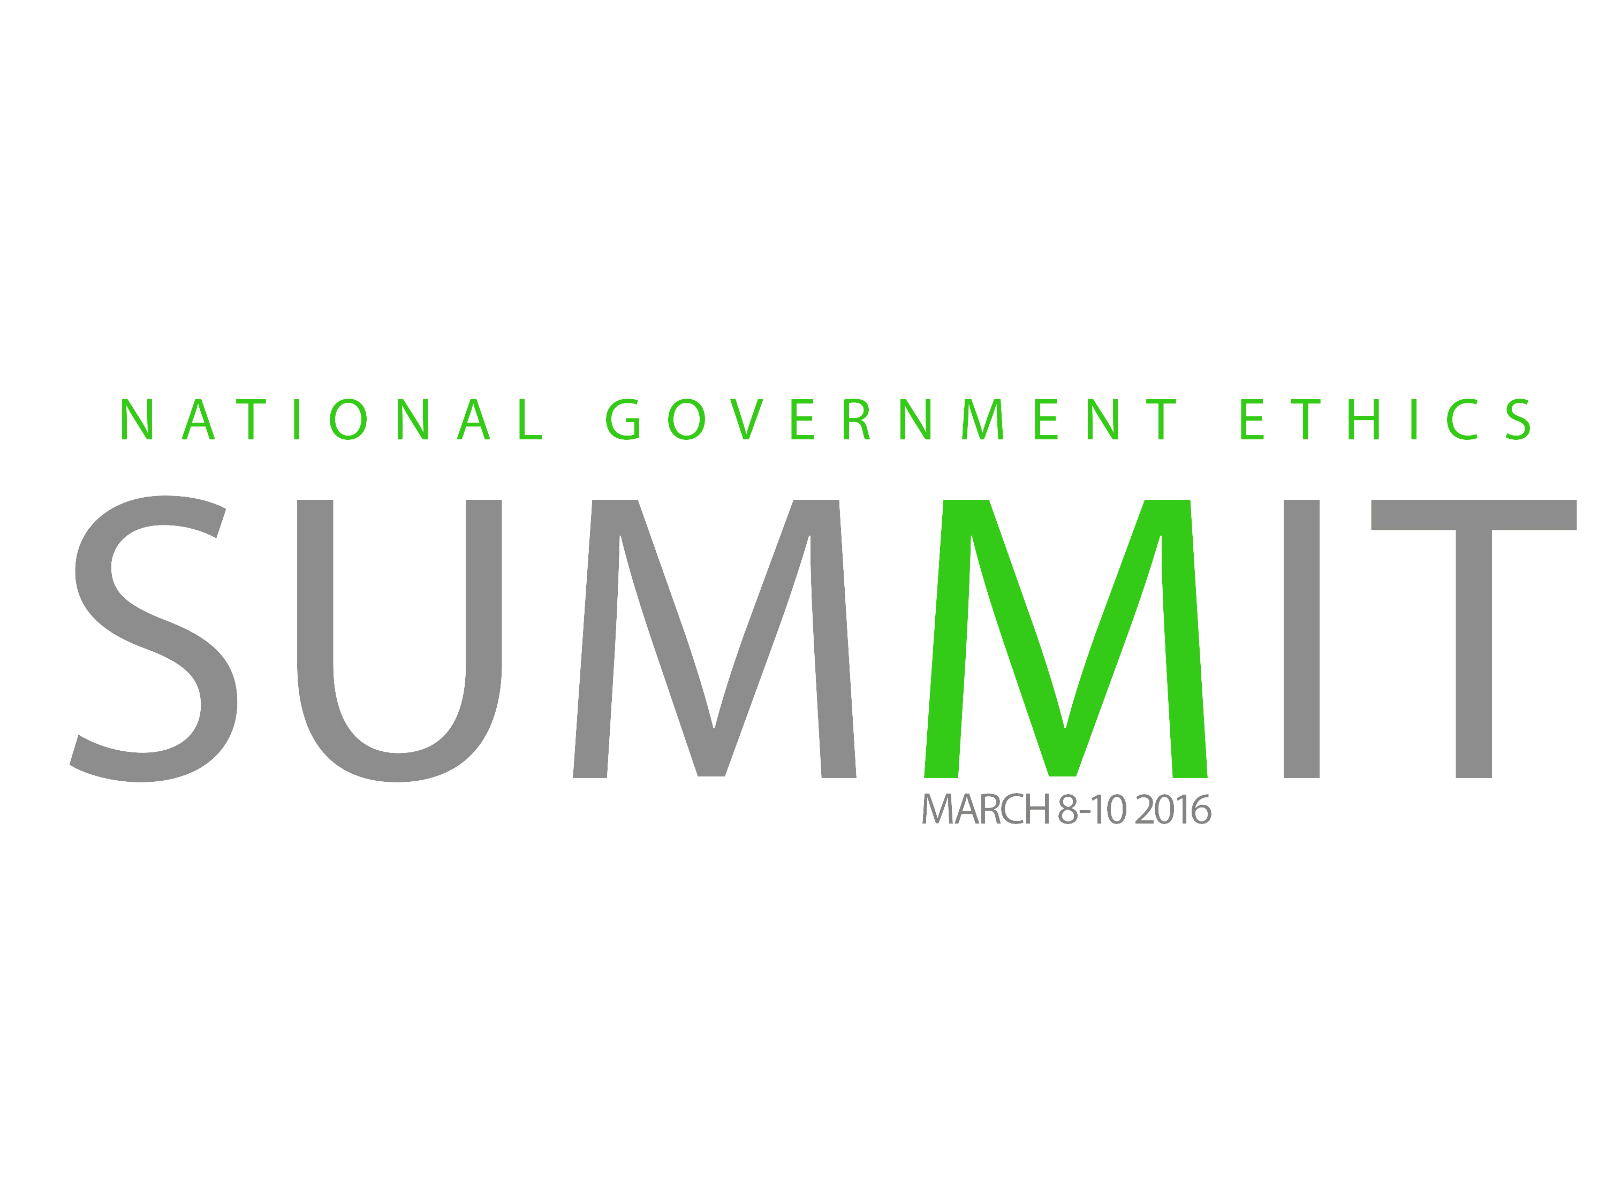 NATIONAL GOVERNMENT ETHICS
SUMMIT
MARCH 8-10 2016